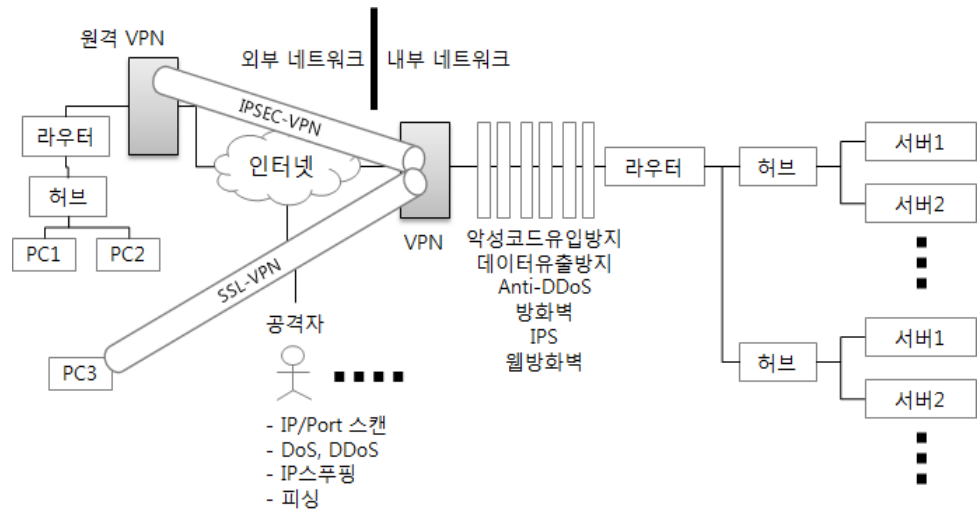 원격 VPN
외부 네트워크
내부 네트워크
IPSEC-VPN
라우터
인터넷
허브
PC1
PC2
VPN
SSL-VPN
PC3
공격자
- IP/Port 스캔
- DoS, DDoS
- IP스푸핑
- 피싱
악성코드유입방지
데이터유출방지
Anti-DDoS
방화벽
IPS
웹방화벽
라우터
허브
서버1
서버2
허브
서버1
서버2